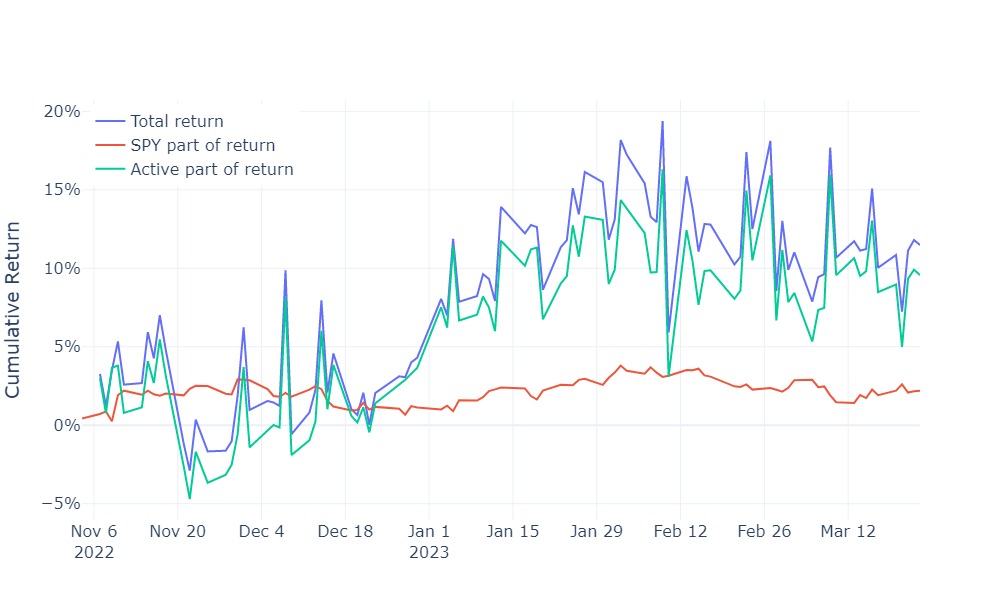 20%
15%
10%
5%
0%
−5%
Cumulative Return
Total return
SPY part of return
Active part of return
Nov 6
2022
Nov 20
Dec 4
Dec 18
Jan 1
2023
Jan 15
Jan 29
Feb 12
Feb 26
Mar 12